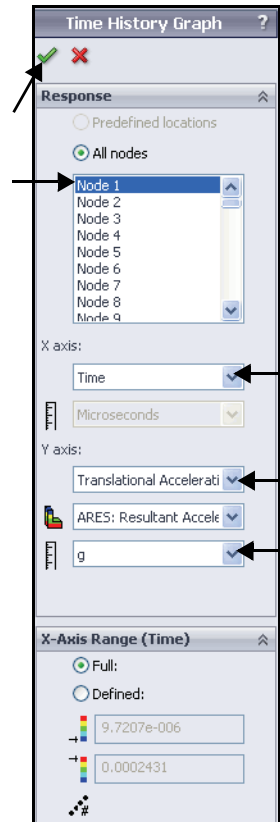 Time History Graph ?
Response
Predefined locations
All nodes
Node 1
Node 2
Node 3
Node 4
Node 5
Node 6
Node 7
Node 8
Node 9
X axis:
Time
Microseconds
Y axis:
Translational Accelerati
ARES: Resultant Accele
g
X-Axis Range (Time)
Full:
Defined:
9.7207e-006
0.0002431
#